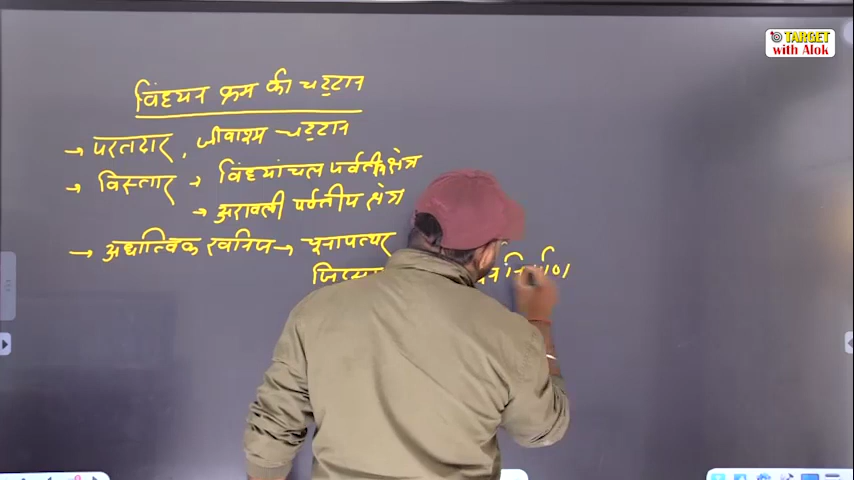 TARGET
with Alok
विंध्यन क्रम की चट्टान
→ परतदार, जीवाश्म चट्टान
→ विस्तार → विंध्यांचल पर्वतीय क्षेत्र
→ अरावली पर्वतीय क्षेत्र
→ अधात्विक खनिज → चूनापत्थर
निर्माण